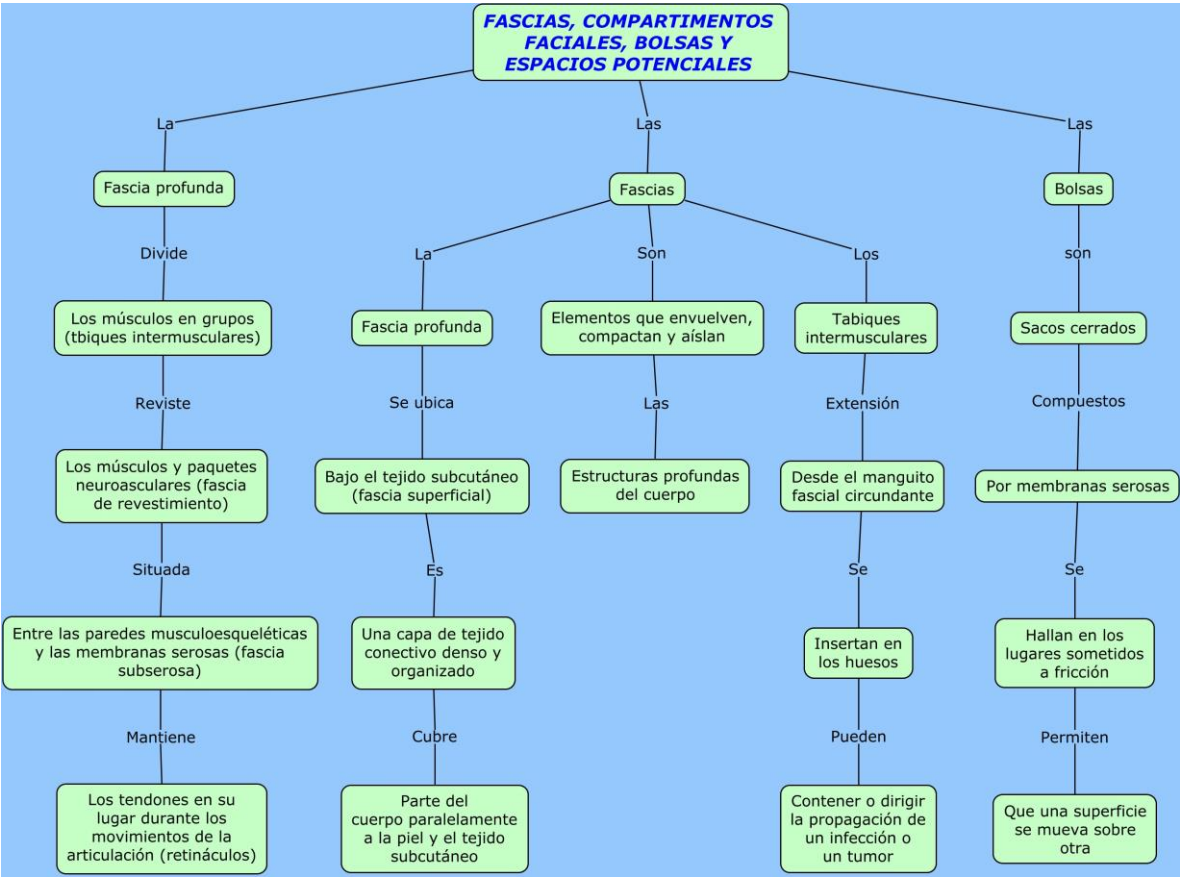 FASCIAS, COMPARTIMENTOS
FACIALES, BOLSAS Y
ESPACIOS POTENCIALES
La
Las
Las
Fascia profunda
Fascias
Bolsas
Divide
La
Son
Los
son
Los músculos en grupos
(tbiques intermusculares)
Fascia profunda
Elementos que envuelven,
compactan y aíslan
Tabiques
intermusculares
Sacos cerrados
Reviste
Se ubica
Las
Extensión
Compuestos
Los músculos y paquetes
neuroasculares (fascia
de revestimiento)
Bajo el tejido subcutáneo
(fascia superficial)
Estructuras profundas
del cuerpo
Desde el manguito
fascial circundante
Por membranas serosas
Situada
Es
Se
Se
Entre las paredes musculoesqueléticas
y las membranas serosas (fascia
subserosa)
Una capa de tejido
conectivo denso y
organizado
Insertan en
los huesos
Hallan en los
lugares sometidos
a fricción
Mantiene
Cubre
Pueden
Permiten
Los tendones en su
lugar durante los
movimientos de la
articulación (retináculos)
Parte del
cuerpo paralelamente
a la piel y el tejido
subcutáneo
Contener o dirigir
la propagación de
un infección o
un tumor
Que una superficie
se mueva sobre
otra